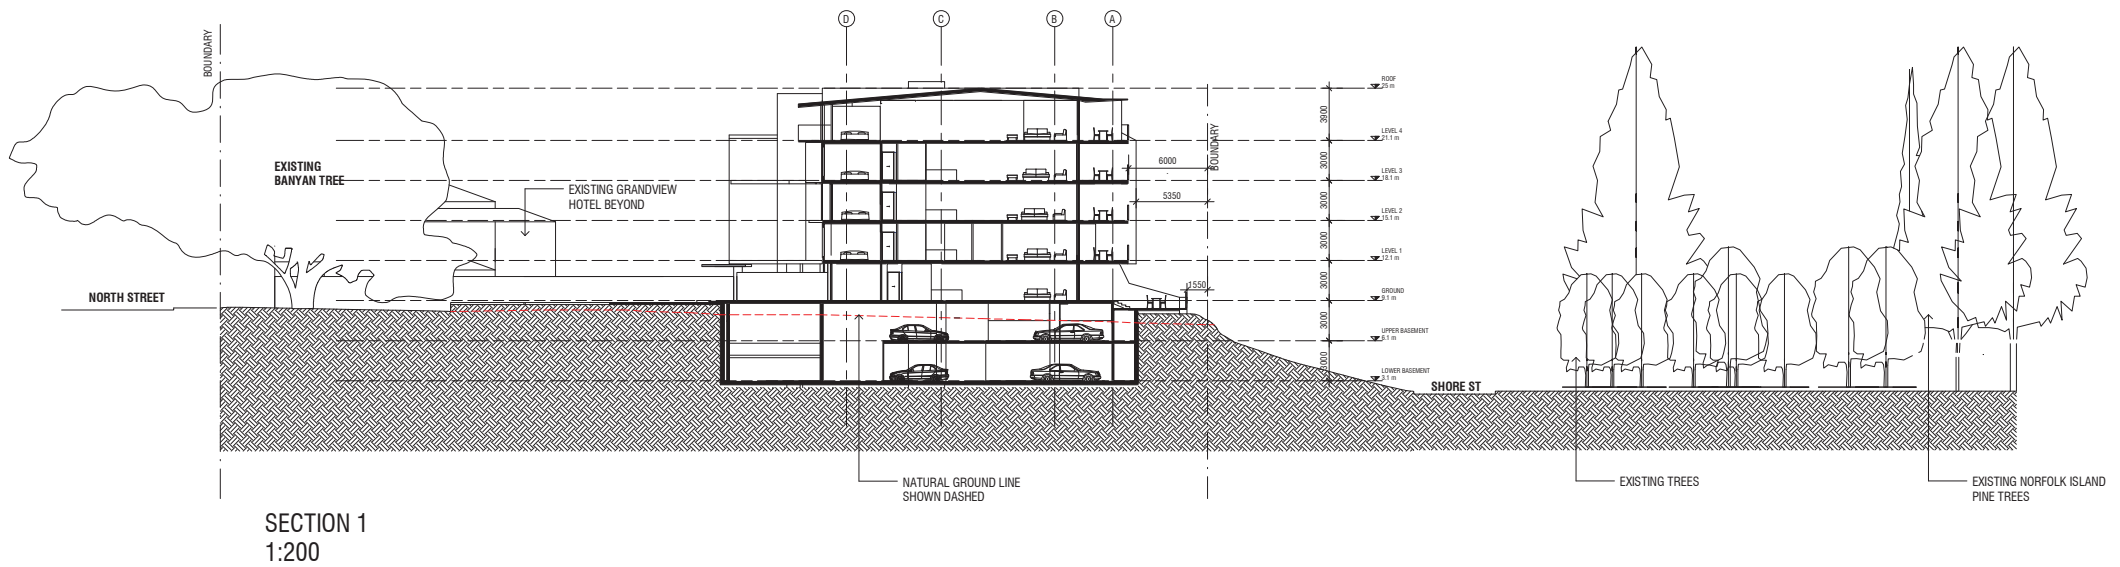 D
C
B
A
BOUNDARY
ROOF
25 m
3900
LEVEL 4
21.1 m
EXISTING
BANYAN TREE
6000
BOUNDARY
3000
LEVEL 3
18.1 m
EXISTING GRANDVIEW
HOTEL BEYOND
5350
3000
LEVEL 2
15.1 m
3000
LEVEL 1
12.1 m
NORTH STREET
1550
3000
GROUND
9.1 m
3000
UPPER BASEMENT
6.1 m
3000
LOWER BASEMENT
3.1 m
SHORE ST
NATURAL GROUND LINE
SHOWN DASHED
EXISTING TREES
EXISTING NORFOLK ISLAND
PINE TREES
SECTION 1
1:200